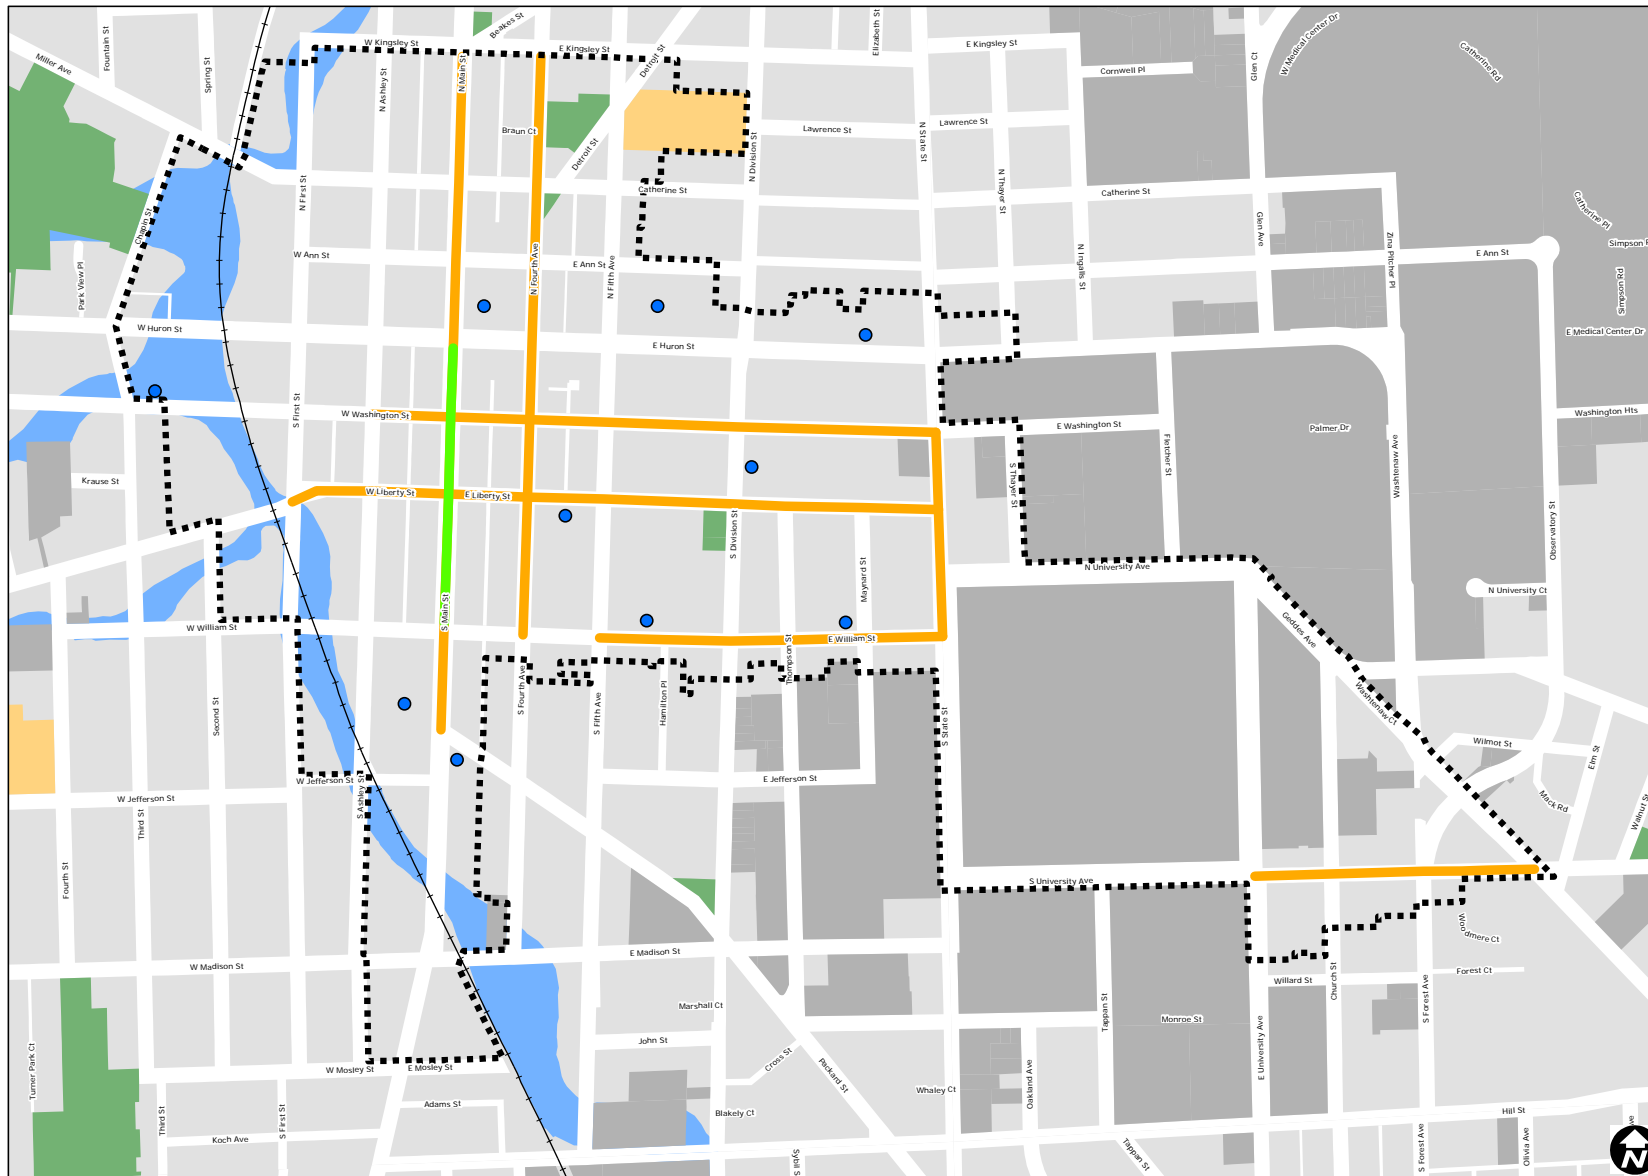 Fountain St
Spring St
Miller Ave
W Kingsley St
Beakes St
E Kingsley St
Detroit St
Elizabeth St
E Kingsley St
Cornwell Pl
Glen Ct
W Medical Center Dr
Catherine Rd
N Ashley St
N Main St
Braun Ct
Detroit St
N Division St
Lawrence St
N State St
Lawrence St
N Thayer St
Catherine St
Catherine St
N First St
Chapin St
Park View Pl
W Ann St
N Fourth Ave
E Ann St
N Fifth Ave
N Ingalls St
Glen Ave
Zina Pitcher Pl
E Ann St
Catherine Pl
Simpson
Simpson Rd
E Medical Center Dr
W Huron St
E Huron St
S First St
W Washington St
E Washington St
Fletcher St
Palmer Dr
Washtenaw Ave
Washington Hts
Krause St
W Liberty St
E Liberty St
S Division St
S Thayer St
Observatory St
Maynard St
N University Ave
N University Ct
W William St
S Main St
E William St
Thompson St
Geddes Ave
Second St
S Fourth Ave
S Fifth Ave
Hamilton Pl
S State St
Washtenaw Ct
Wilmot St
Elm St
W Jefferson St
W Jefferson St
S Ashley St
E Jefferson St
Mack Rd
Walnut St
Third St
Fourth St
S University Ave
Woodmere Ct
W Madison St
E Madison St
Willard St
Church St
Forest Ct
S Forest Ave
Marshall Ct
Tappan St
Monroe St
John St
Cross St
Packard St
E University Ave
Turner Park Ct
W Mosley St
E Mosley St
Oakland Ave
Whaley Ct
Adams St
Blakely Ct
Hill St
Third St
S First St
Koch Ave
Sybil S
Tappan St
S Forest Ave
Olivia Ave
ve
N